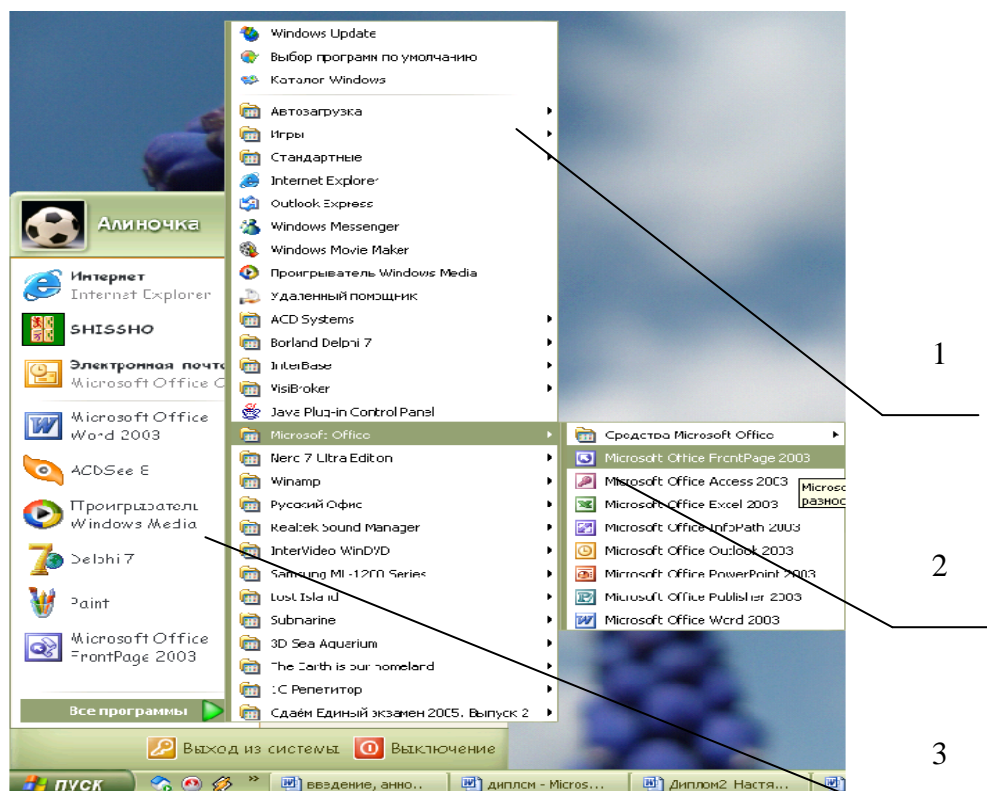 Windows Update
Выбор программ по умолчанию
Каталог Windows
Автозагрузка
Игры
Стандартные
Internet Explorer
Outlook Express
Windows Messenger
Windows Movie Maker
Проигрыватель Windows Media
Удаленный помощник
ACD Systems
Borland Delphi 7
InterBase
VisiBroker
Java Plug-in Control Panel
Microsoft Office
Nero 7 Ultra Edition
Winamp
Русский Офис
Realtek Sound Manager
InterVideo WinDVD
Samsung ML-1200 Series
Lost Island
Submarine
3D Sea Aquarium
The Earth is our homeland
1С Репетитор
Сдаём Единый экзамен 2005. Выпуск 2
Алиночка
Интернет
Internet Explorer
SHISSHO
Электронная почта
Microsoft Office O
Microsoft Office
Word 2003
ACDSee
Проигрыватель
Windows Media
Delphi 7
Paint
Microsoft Office
FrontPage 2003
Все программы
Средства Microsoft Office
Microsoft Office FrontPage 2003
Microsoft Office Access 2003
Microsoft Office Excel 2003
Microsoft Office InfoPath 2003
Microsoft Office Outlook 2003
Microsoft Office PowerPoint 2003
Microsoft Office Publisher 2003
Microsoft Office Word 2003
Micros
разнос
1
2
3
Выход из системы
Выключение
пуск
»
введение, анно...
диплом - Micros...
Диплом2 Настя...